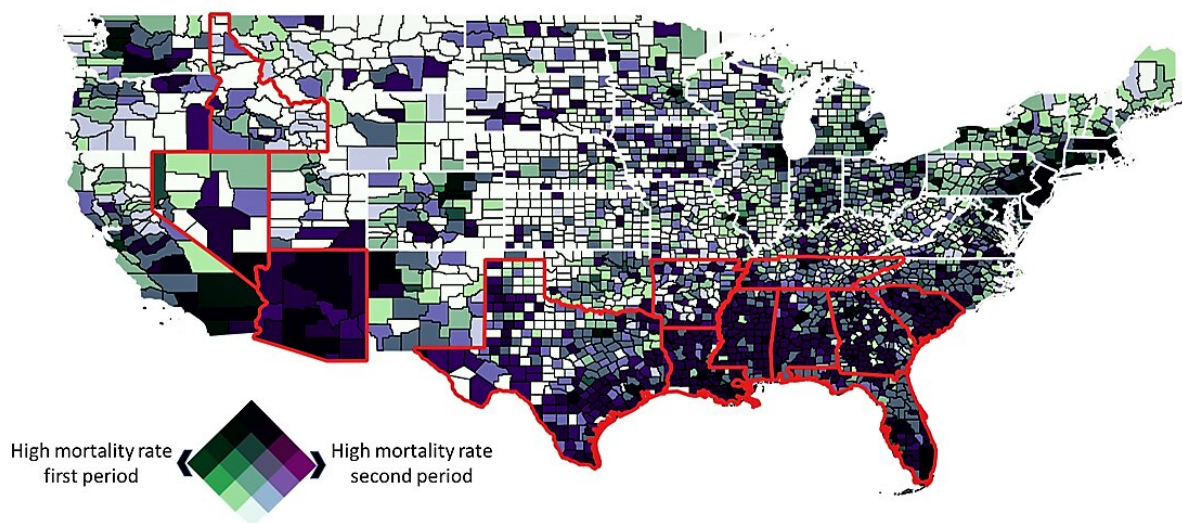 High mortality rate
first period
High mortality rate
second period